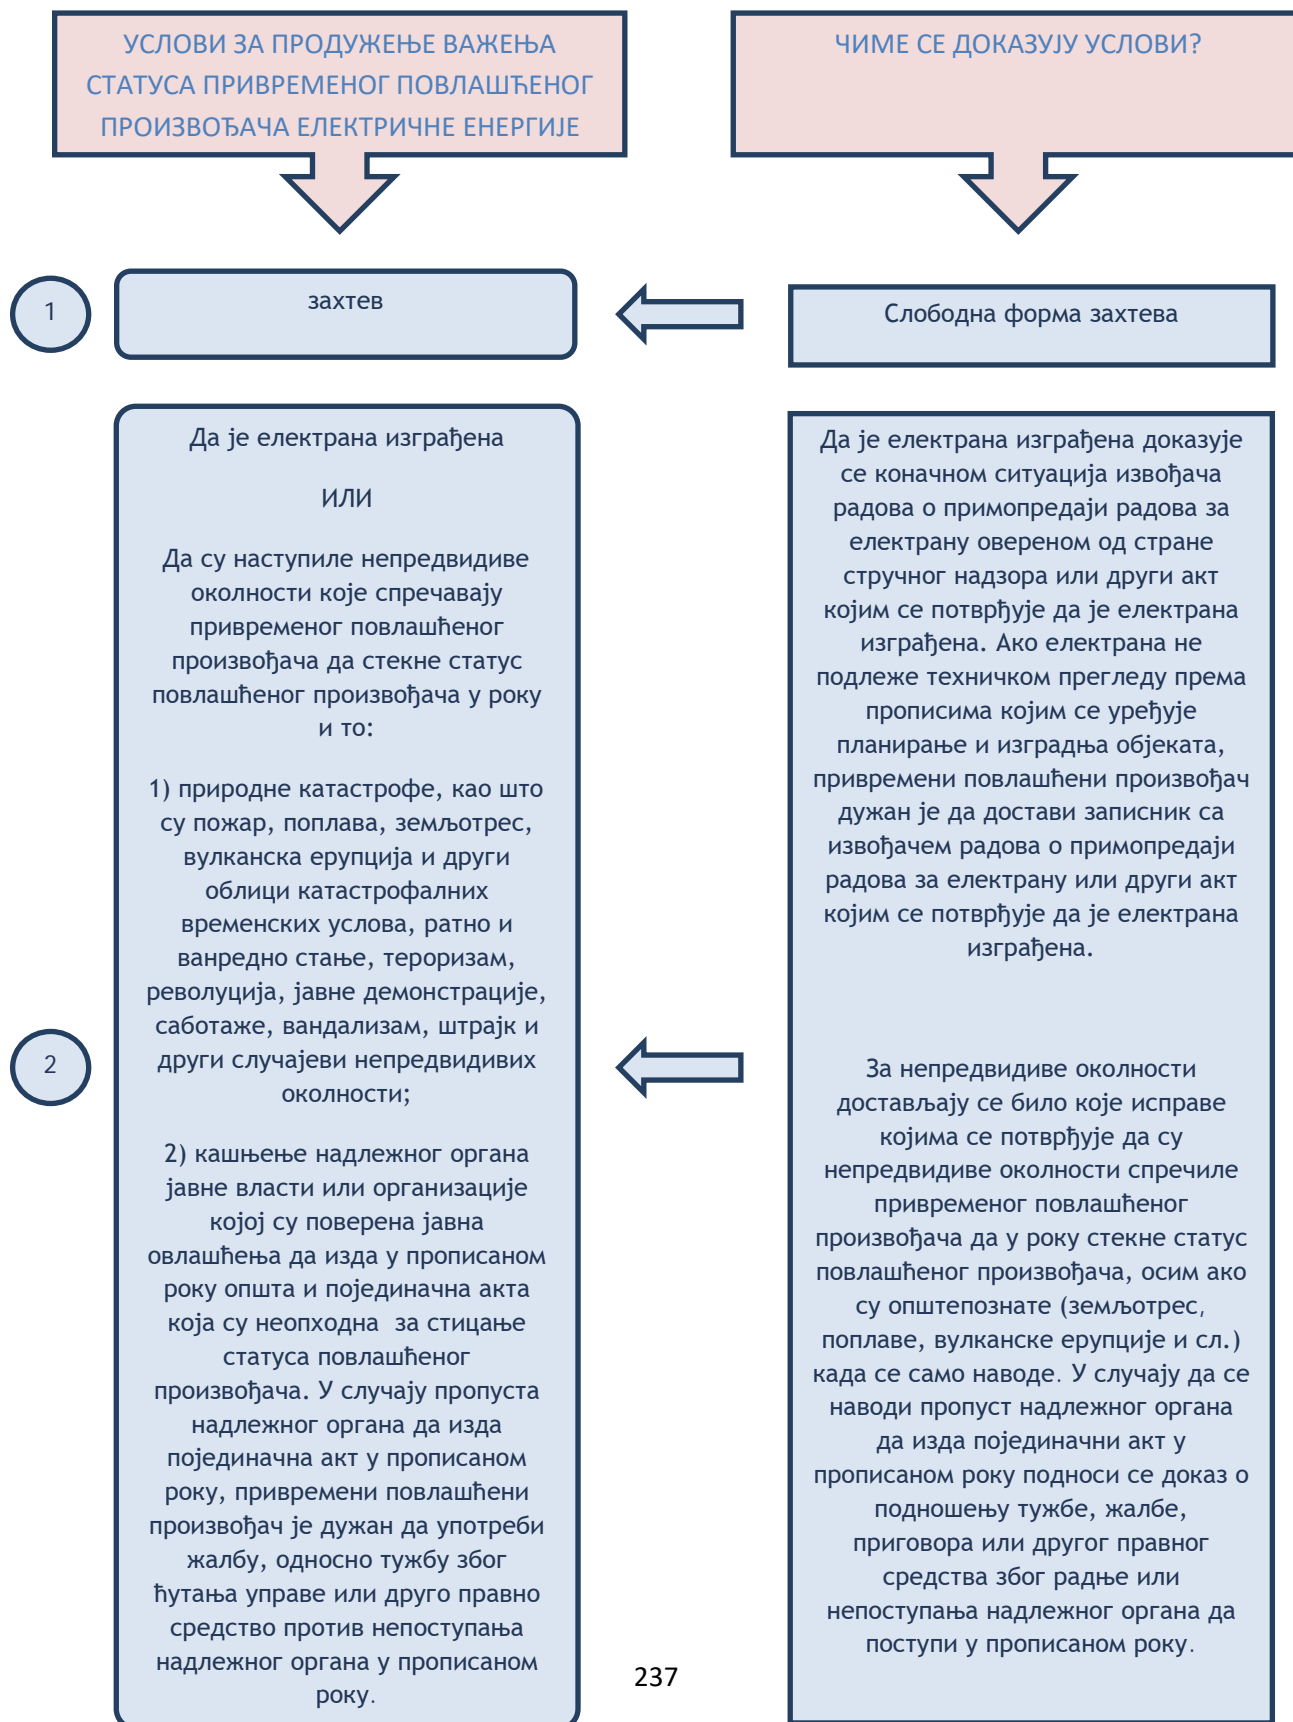 УСЛОВИ ЗА ПРОДУЖЕЊЕ ВАЖЕЊА
СТАТУСА ПРИВРЕМЕНОГ ПОВЛАШЋЕНОГ
ПРОИЗВОЂАЧА ЕЛЕКТРИЧНЕ ЕНЕРГИЈЕ
ЧИМЕ СЕ ДОКАЗУЈУ УСЛОВИ?
1
захтев
Слободна форма захтева
2
Да је електрана изграђена
ИЛИ
Да су наступиле непредвидиве
околности које спречавају
привременог повлашћеног
произвођача да стекне статус
повлашћеног произвођача у року
и то:
1) природне катастрофе, као што
су пожар, поплава, земљотрес,
вулканска ерупција и други
облици катастрофалних
временских услова, ратно и
ванредно стање, тероризам,
револуција, јавне демонстрације,
саботаже, вандализам, штрајк и
други случајеви непредвидивих
околности;
2) кашњење надлежног органа
јавне власти или организације
којој су поверена јавна
овлашћења да изда у прописаном
року општа и појединачна акта
која су неопходна  за стицање
статуса повлашћеног
произвођача. У случају пропуста
надлежног органа да изда
појединачна акт у прописаном
року, привремени повлашћени
произвођач је дужан да употреби
жалбу, односно тужбу због
ћутања управе или друго правно
средство против непоступања
надлежног органа у прописаном
року.
Да је електрана изграђена доказује
се коначном ситуација извођача
радова о примопредаји радова за
електрану овереном од стране
стручног надзора или други акт
којим се потврђује да је електрана
изграђена. Ако електрана не
подлеже техничком прегледу према
прописима којим се уређује
планирање и изградња објеката,
привремени повлашћени произвођач
дужан је да достави записник са
извођачем радова о примопредаји
радова за електрану или други акт
којим се потврђује да је електрана
изграђена.
За непредвидиве околности
достављају се било које исправе
којима се потврђује да су
непредвидиве околности спречиле
привременог повлашћеног
произвођача да у року стекне статус
повлашћеног произвођача, осим ако
су општепознате (земљотрес,
поплаве, вулканске ерупције и сл.)
када се само наводе. У случају да се
наводи пропуст надлежног органа
да изда појединачни акт у
прописаном року подноси се доказ о
подношењу тужбе, жалбе,
приговора или другог правног
средства због радње или
непоступања надлежног органа да
поступи у прописаном року.
237